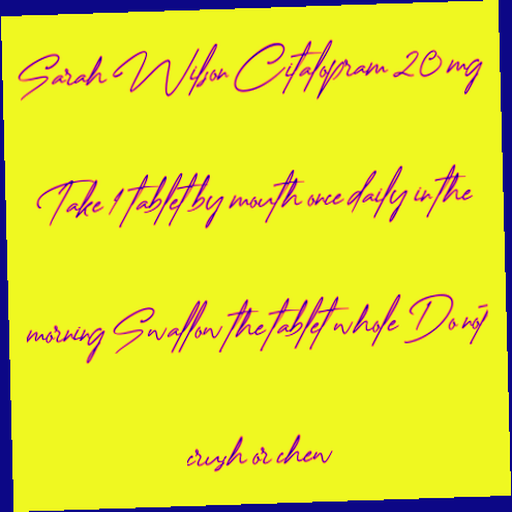 Sarah Wilson Citalopram 20 mg
Take 1 tablet by mouth once daily in the
morning Swallow the tablet whole Do not
crush or chew